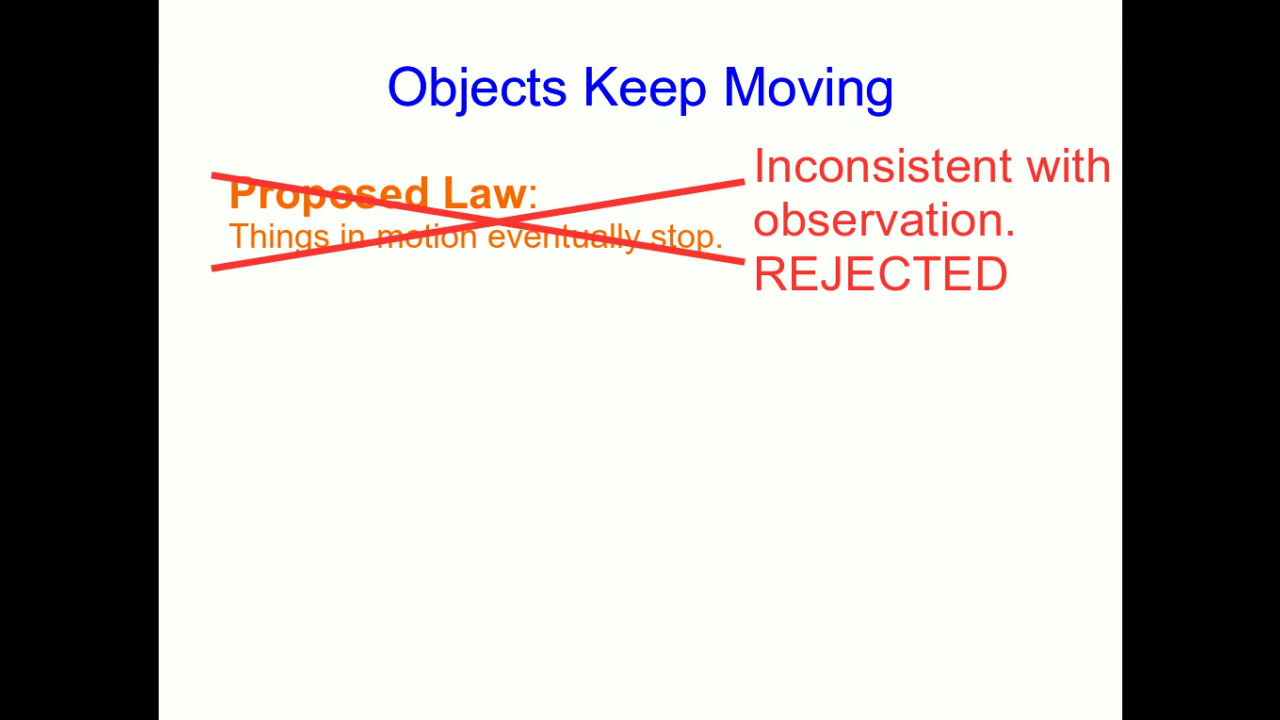 Objects Keep Moving
Proposed Law:
Things in motion eventually stop.
Inconsistent with
observation.
REJECTED